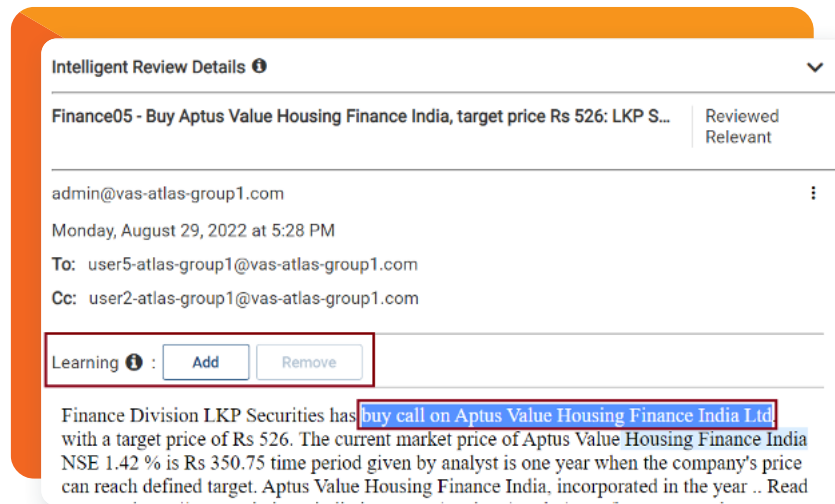 Intelligent Review Details
Finance05 - Buy Aptus Value Housing Finance India, target price Rs 526: LKP S...
Reviewed
Relevant
admin@vas-atlas-group1.com
Monday, August 29, 2022 at 5:28 PM
To: user5-atlas-group1@vas-atlas-group1.com
Cc: user2-atlas-group1@vas-atlas-group1.com
Learning : Add Remove
Finance Division LKP Securities has buy call on Aptus Value Housing Finance India Ltd.
with a target price of Rs 526. The current market price of Aptus Value Housing Finance India
NSE 1.42 % is Rs 350.75 time period given by analyst is one year when the company's price
can reach defined target. Aptus Value Housing Finance India, incorporated in the year .. Read